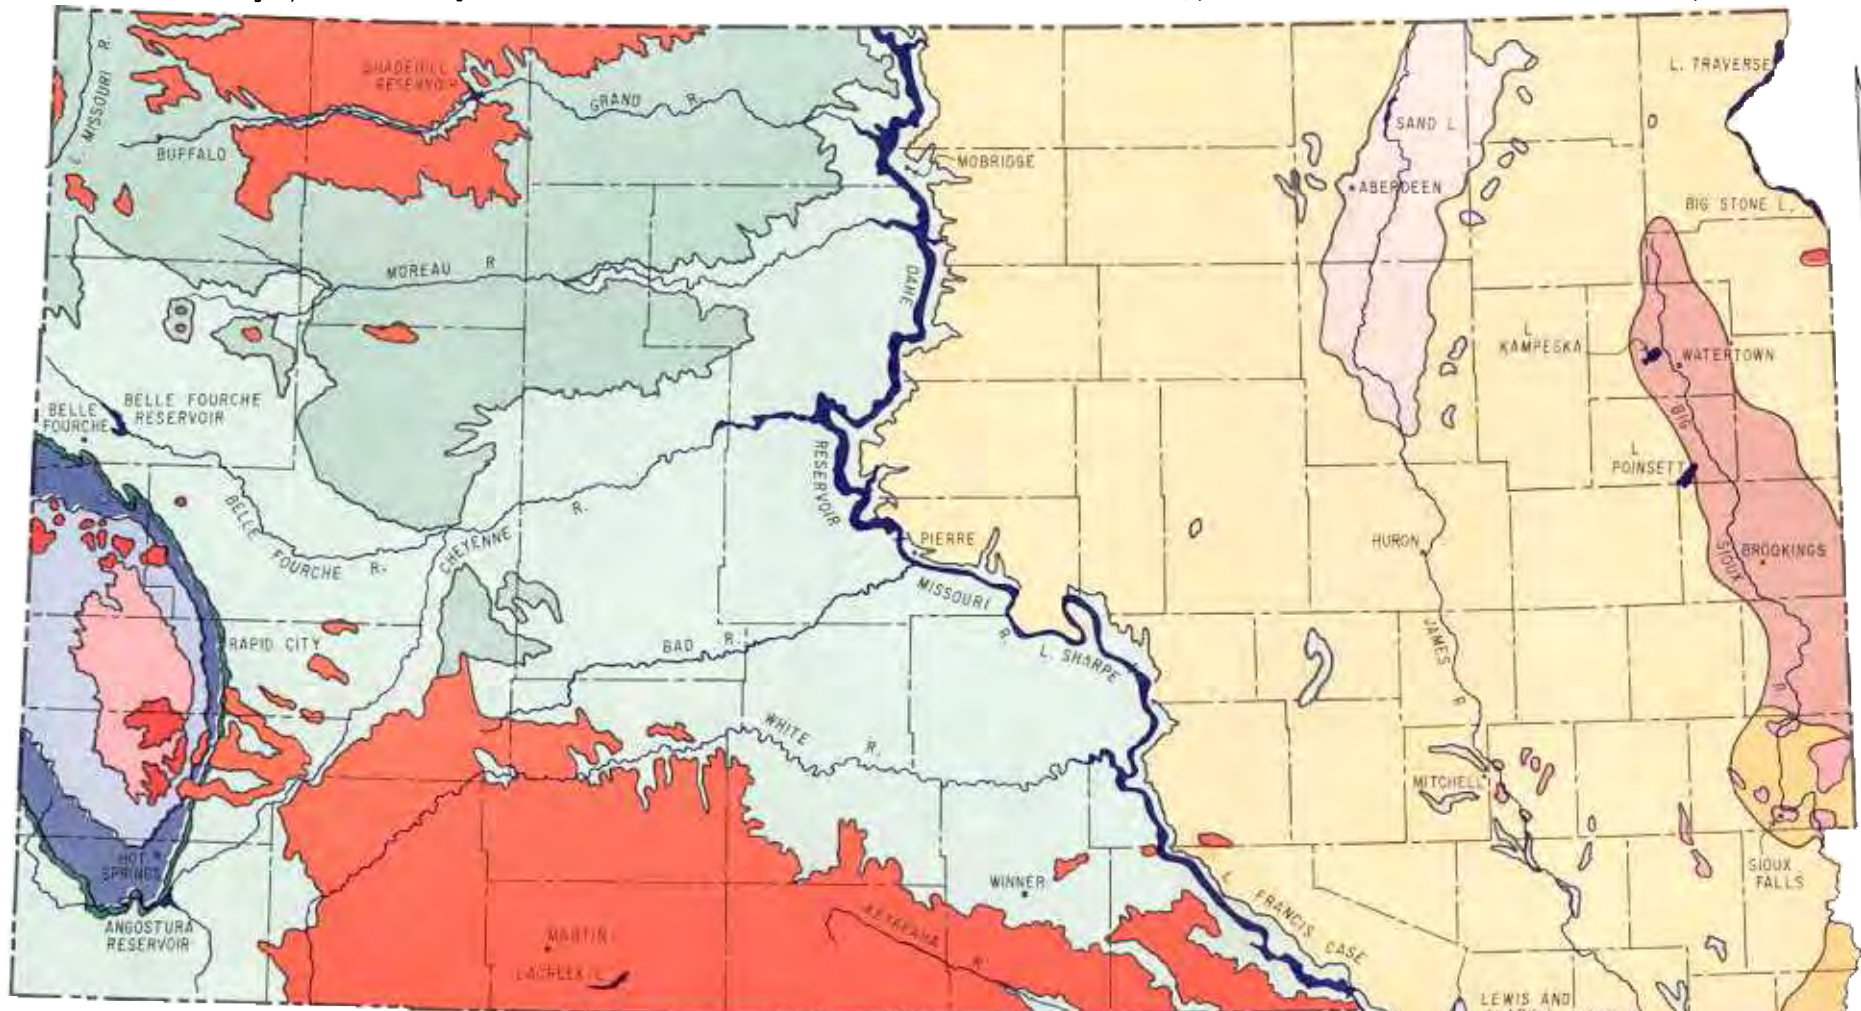 L. MISSOURI R.
SHADEHILL
RESERVOIR
GRAND R.
BUFFALO
MOBRIDGE
SAND L.
ABERDEEN
L. TRAVERSE
BIG STONE L.
MOREAU R
OAHE
RESERVOIR
L
KAMPESKA
WATERTOWN
BELLE FOURCHE
RESERVOIR
BELLE
FOURCHE
BELLE FOURCHE R.
CHEYENNE R.
L
POINSETT
BIG SIOUX R
BROOKINGS
PIERRE
HURON
MISSOURI R.
RAPID CITY
BAD R.
L. SHARPE
JAMES R
WHITE R.
MITCHELL
HOT
SPRINGS
WINNER
SIOUX
FALLS
ANGOSTURA
RESERVOIR
MARTIN
LACREEK L.
KEYAPAHA R
L FRANCIS CASE
LEWIS AND